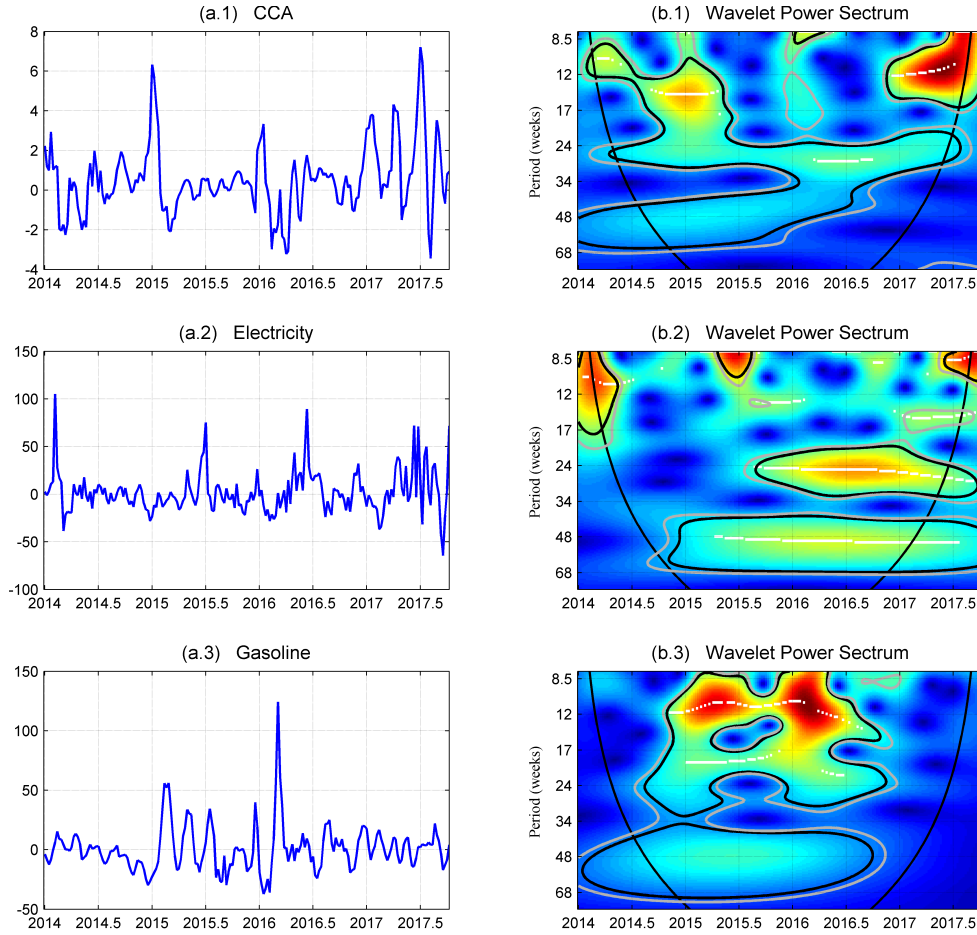 (a.1) CCA
8
6
4
2
0
-2
-4
2014 2014.5 2015 2015.5 2016 2016.5 2017 2017.5
(b.1) Wavelet Power Sectrum
Period (weeks)
8.5
12
17
24
34
48
68
2014 2014.5 2015 2015.5 2016 2016.5 2017 2017.5
(a.2) Electricity
150
100
50
0
-50
-100
2014 2014.5 2015 2015.5 2016 2016.5 2017 2017.5
(b.2) Wavelet Power Sectrum
Period (weeks)
8.5
12
17
24
34
48
68
2014 2014.5 2015 2015.5 2016 2016.5 2017 2017.5
(a.3) Gasoline
150
100
50
0
-50
2014 2014.5 2015 2015.5 2016 2016.5 2017 2017.5
(b.3) Wavelet Power Sectrum
Period (weeks)
8.5
12
17
24
34
48
68
2014 2014.5 2015 2015.5 2016 2016.5 2017 2017.5